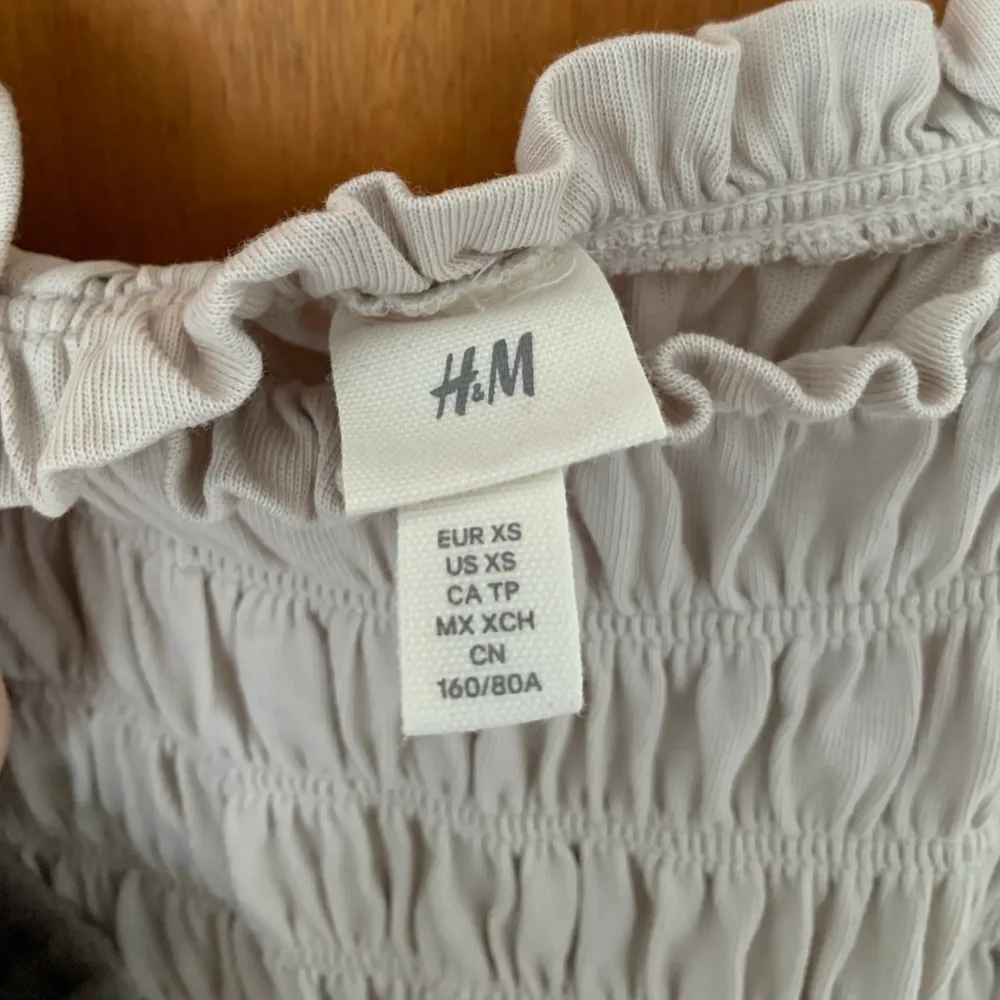 H&M
EUR XS
US XS
CA TP
MX XCH
CN
160/80A